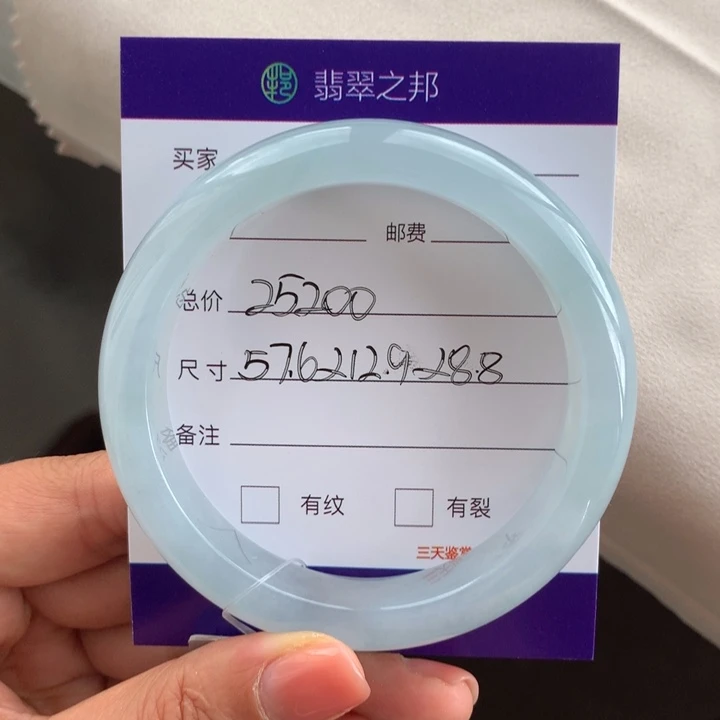 翡翠之邦
买家
邮费
总价 25200
尺寸 57.6-12.9-8.8
备注
有纹 有裂
三天鉴赏